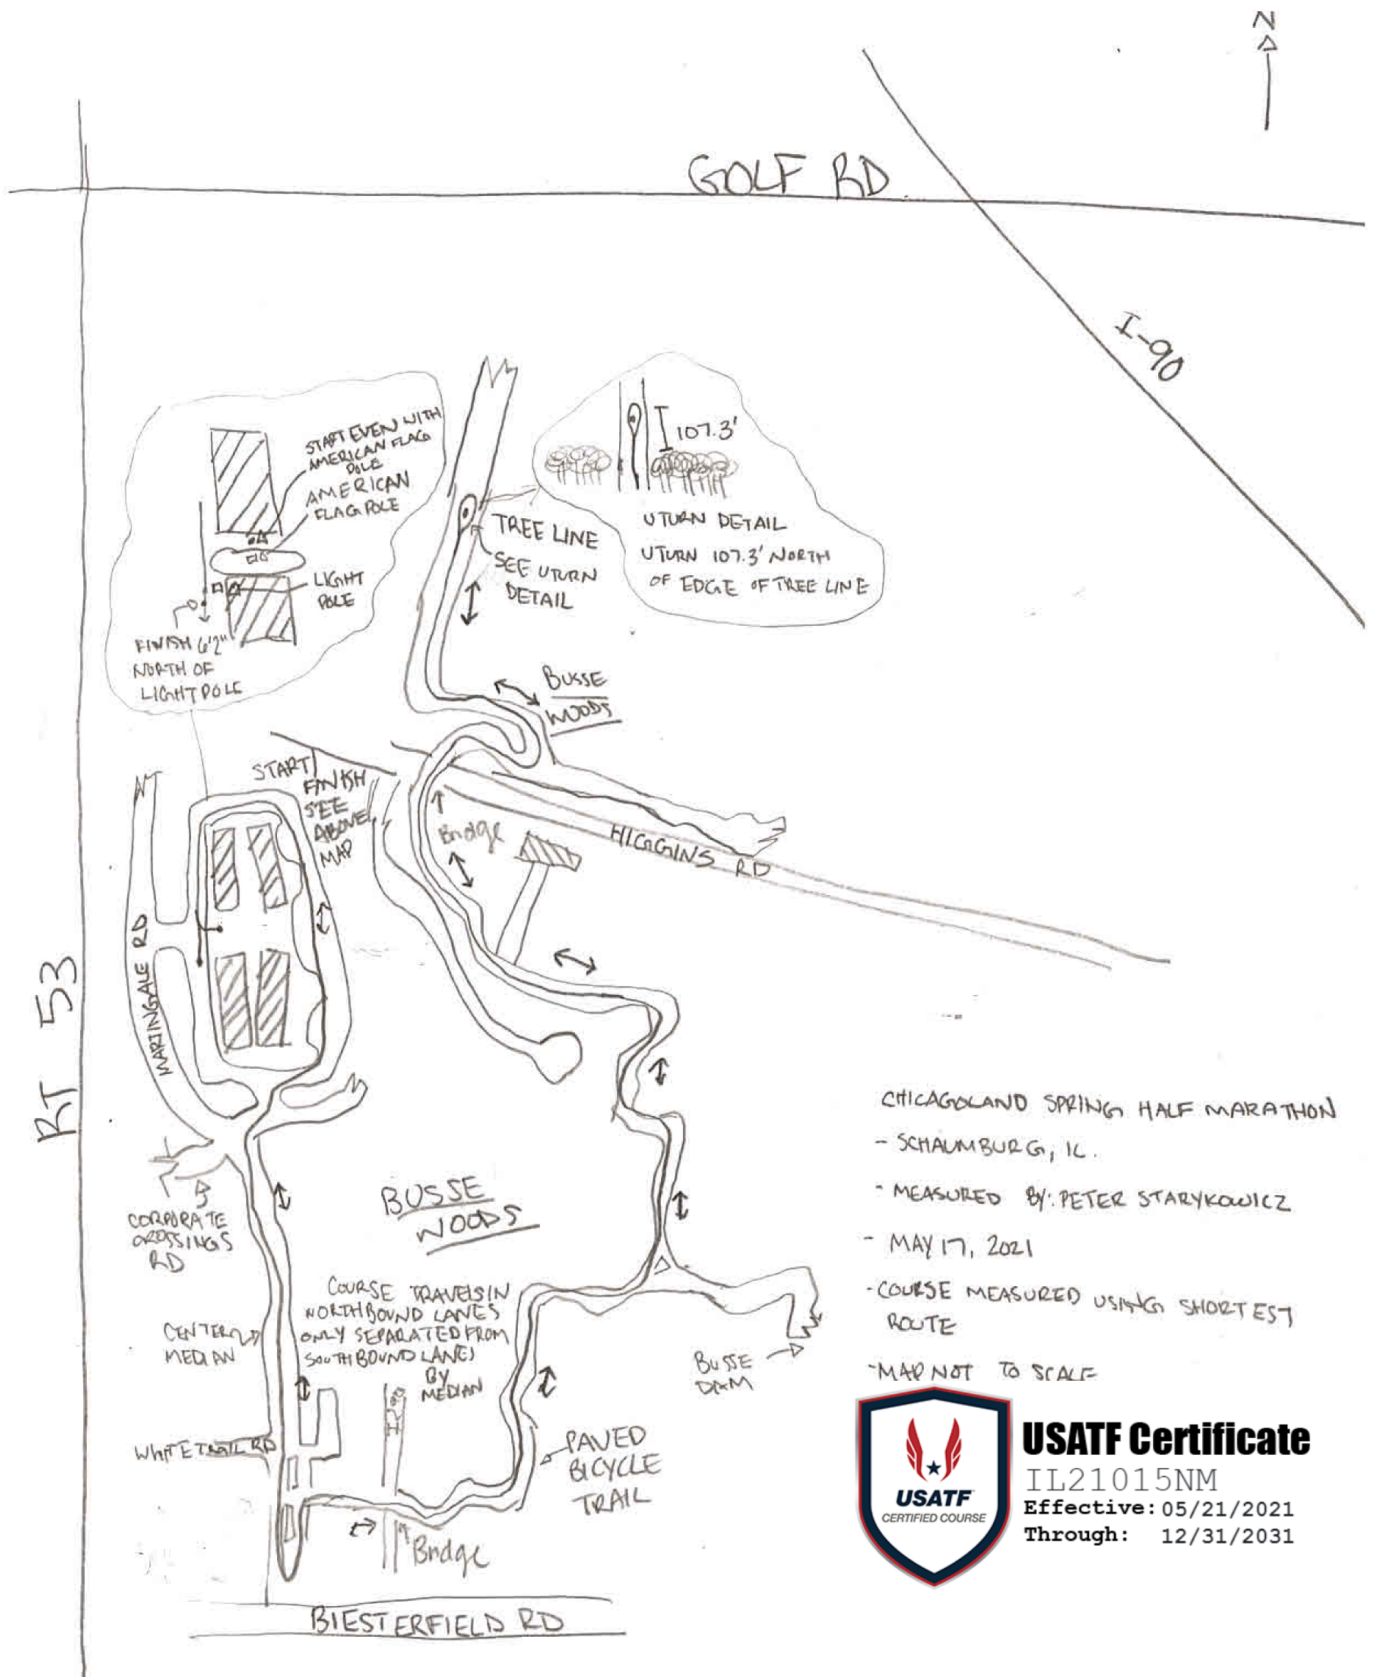 N
GOLF RD
I-90
START EVEN WITH
AMERICAN FLAG
POLE
AMERICAN
FLAG POLE
LIGHT
POLE
FINISH 6'2"
NORTH OF
LIGHT POLE
107.3'
UTURN DETAIL
UTURN 107.3' NORTH
OF EDGE OF TREE LINE
TREE LINE
SEE UTURN
DETAIL
BUSSE
WOODS
START/
FINISH
SEE
ABOVE
MAP
Bridge
HIGGINS RD
MARINGALE RD
RT 53
CORPORATE
CROSSINGS
RD
BUSSE
WOODS
COURSE TRAVELS IN
NORTHBOUND LANES
ONLY SEPARATED FROM
SOUTHBOUND LANES
BY
MEDIAN
CENTER
MEDIAN
WHITE TRAIL RD
BUSSE
DAM
PAVED
BICYCLE
TRAIL
Bridge
BIESTERFIELD RD
CHICAGOLAND SPRING HALF MARATHON
- SCHAUMBURG, IL.
- MEASURED BY: PETER STARYKOWICZ
- MAY 17, 2021
- COURSE MEASURED USING SHORTEST
ROUTE
- MAP NOT TO SCALE
USATF
CERTIFIED COURSE
USATF Certificate
IL21015NM
Effective: 05/21/2021
Through: 12/31/2031